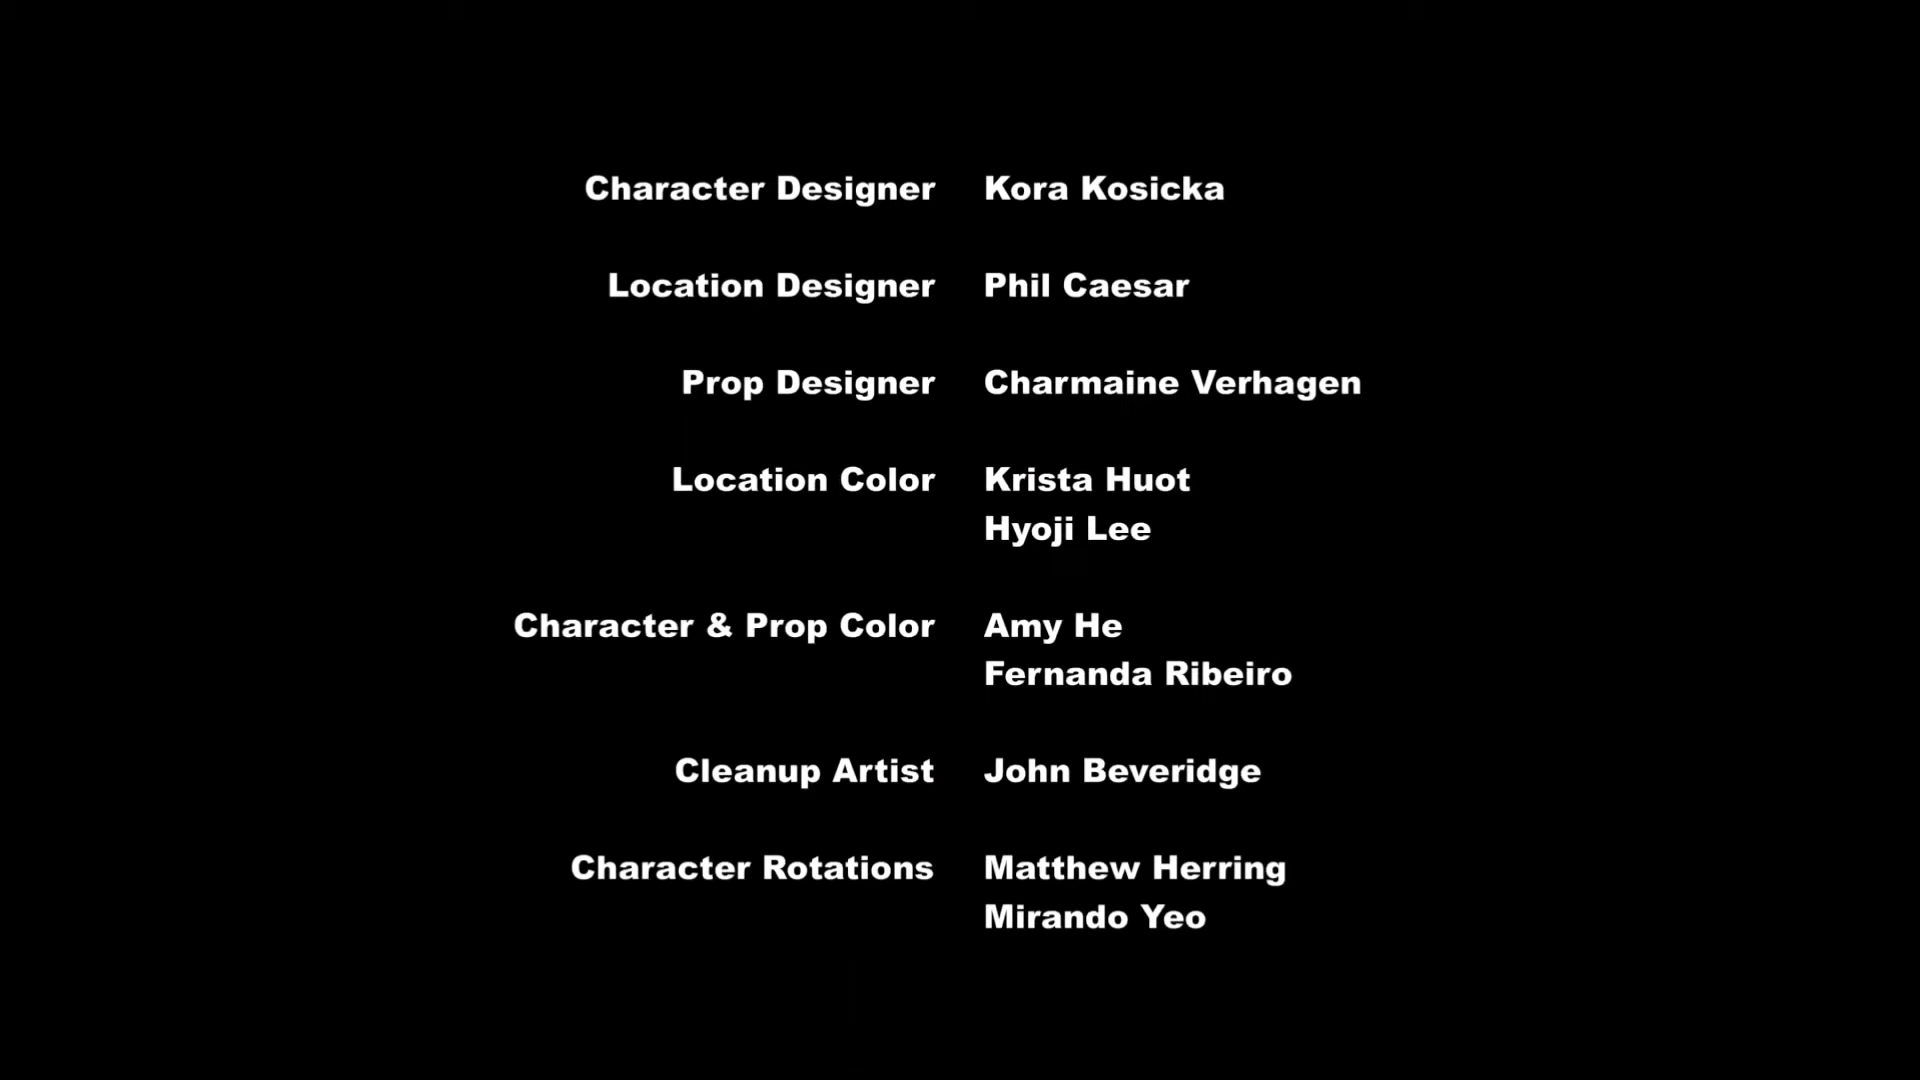 Character Designer Kora Kosicka
Location Designer Phil Caesar
Prop Designer Charmaine Verhagen
Location Color Krista Huot
Hyoji Lee
Character & Prop Color Amy He
Fernanda Ribeiro
Cleanup Artist John Beveridge
Character Rotations Matthew Herring
Mirando Yeo